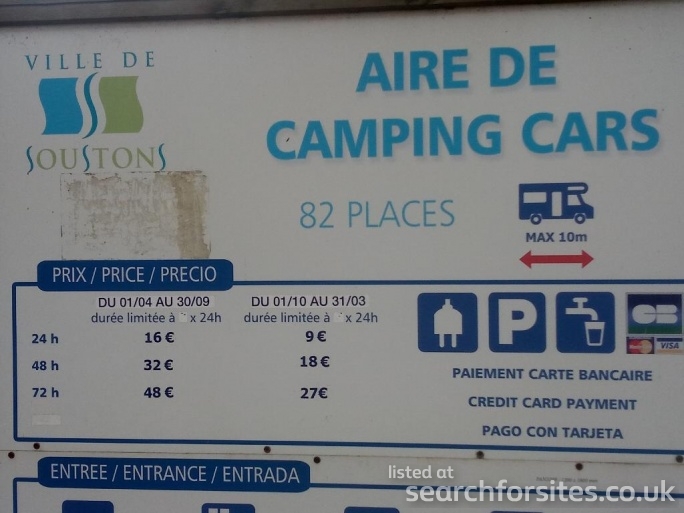 VILLE DE
SOUSTONS
AIRE DE
CAMPING CARS
82 PLACES
MAX 10m
PRIX / PRICE / PRECIO
DU 01/04 AU 30/09
durée limitée à x 24h
DU 01/10 AU 31/03
durée limitée à x 24h
24 h 16 € 9 €
48 h 32 € 18 €
72 h 48 € 27€
P
CB
MasterCard VISA
PAIEMENT CARTE BANCAIRE
CREDIT CARD PAYMENT
PAGO CON TARJETA
ENTREE / ENTRANCE / ENTRADA
listed at
searchforsites.co.uk